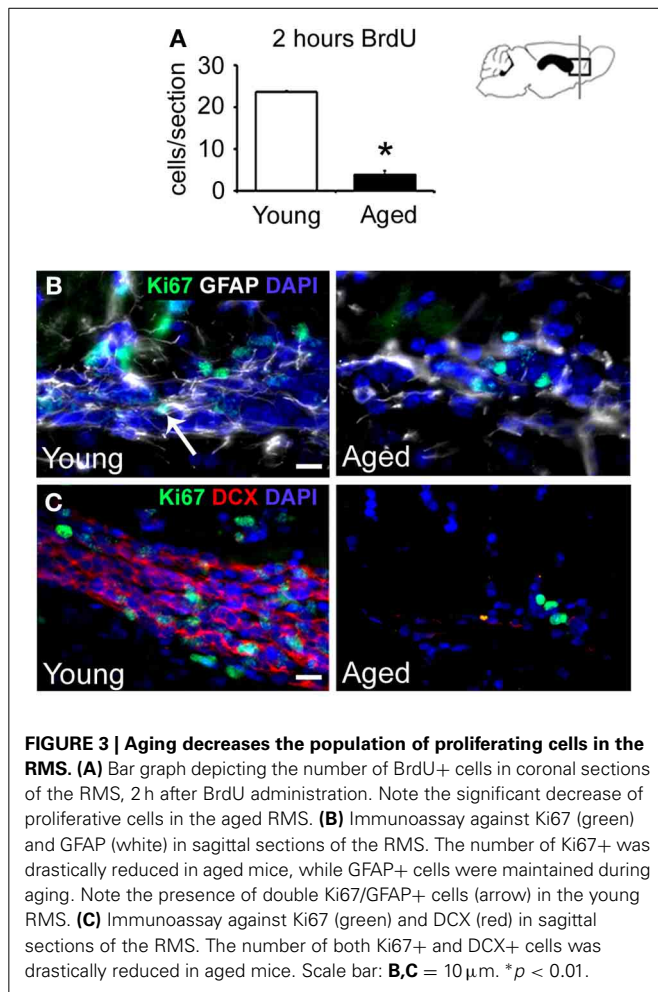 A 2 hours BrdU
cells/section
30
20
10
0
*
Young Aged
B Ki67 GFAP DAPI
Young Aged
C Ki67 DCX DAPI
Young Aged
FIGURE 3 | Aging decreases the population of proliferating cells in the
RMS. (A) Bar graph depicting the number of BrdU+ cells in coronal sections
of the RMS, 2 h after BrdU administration. Note the significant decrease of
proliferative cells in the aged RMS. (B) Immunoassay against Ki67 (green)
and GFAP (white) in sagittal sections of the RMS. The number of Ki67+ was
drastically reduced in aged mice, while GFAP+ cells were maintained during
aging. Note the presence of double Ki67/GFAP+ cells (arrow) in the young
RMS. (C) Immunoassay against Ki67 (green) and DCX (red) in sagittal
sections of the RMS. The number of both Ki67+ and DCX+ cells was
drastically reduced in aged mice. Scale bar: B,C = 10 μm. *p < 0.01.